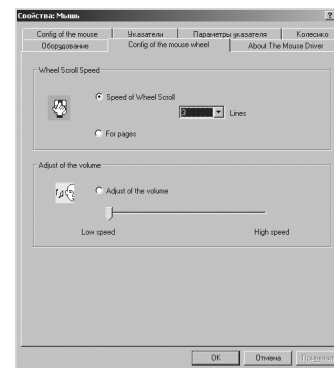 Свойства: Мышь
Config of the mouse Указатели Параметры указателя Колесико
Оборудование Config of the mouse wheel About The Mouse Driver
Wheel Scroll Speed
Speed of Wheel Scroll
3 Lines
For pages
Adjust of the volume
Adjust of the volume
Low speed High speed
OK Отмена Применить